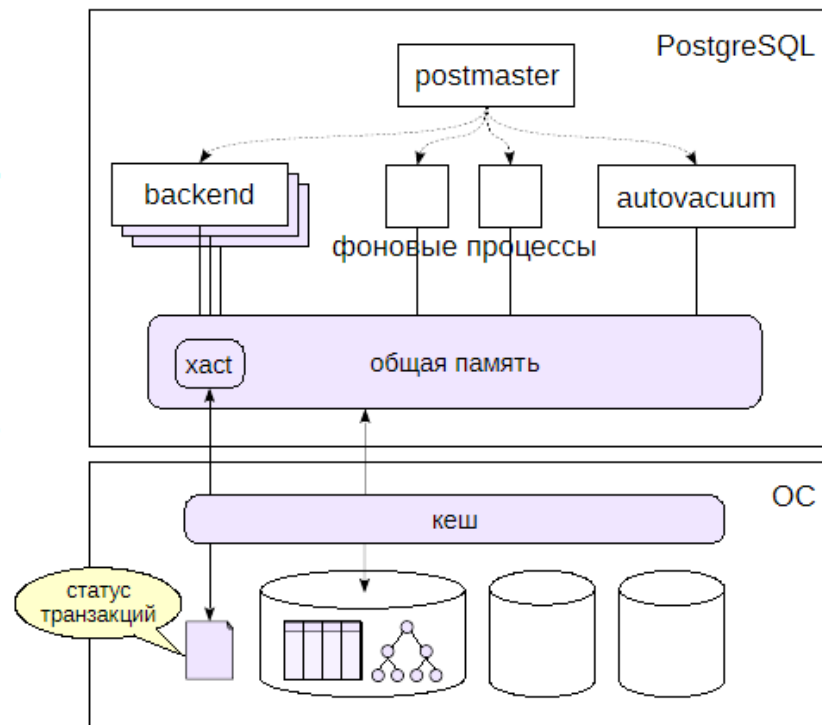 PostgreSQL
postmaster
backend
autovacuum
фоновые процессы
xact
общая память
ОС
кеш
статус
транзакций